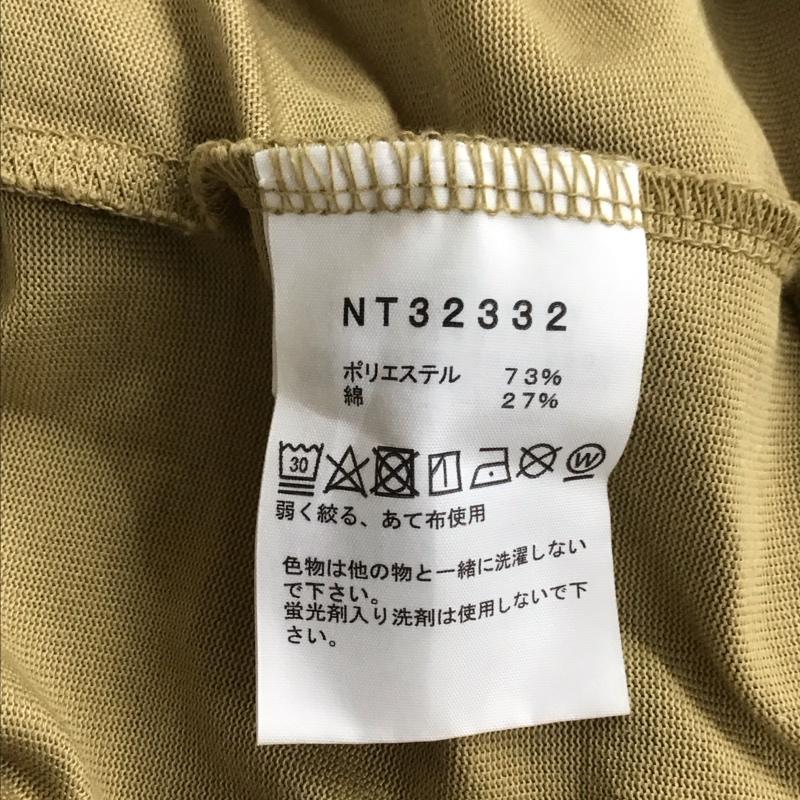 NT32332
ポリエステル 73%
綿 27%
30 W
弱く絞る、あて布使用
色物は他の物と一緒に洗濯しない
で下さい。
蛍光剤入り洗剤は使用しないで下
さい。